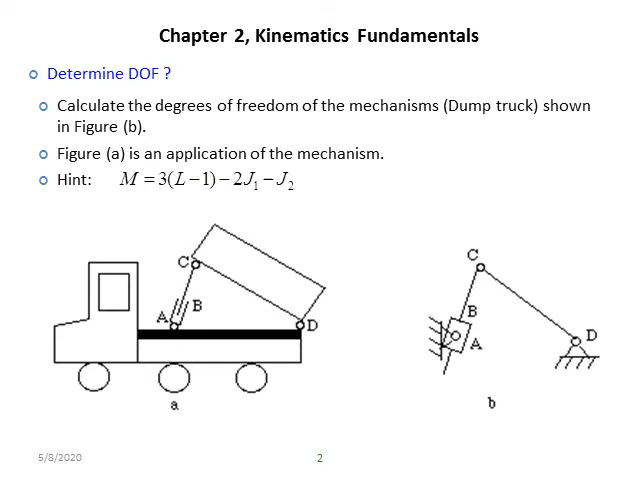 Chapter 2, Kinematics Fundamentals
Determine DOF ?
Calculate the degrees of freedom of the mechanisms (Dump truck) shown
in Figure (b).
Figure (a) is an application of the mechanism.
Hint: M = 3(L − 1) − 2J₁ − J₂
C
A
B
D
a
C
B
A
D
b
5/8/2020
2